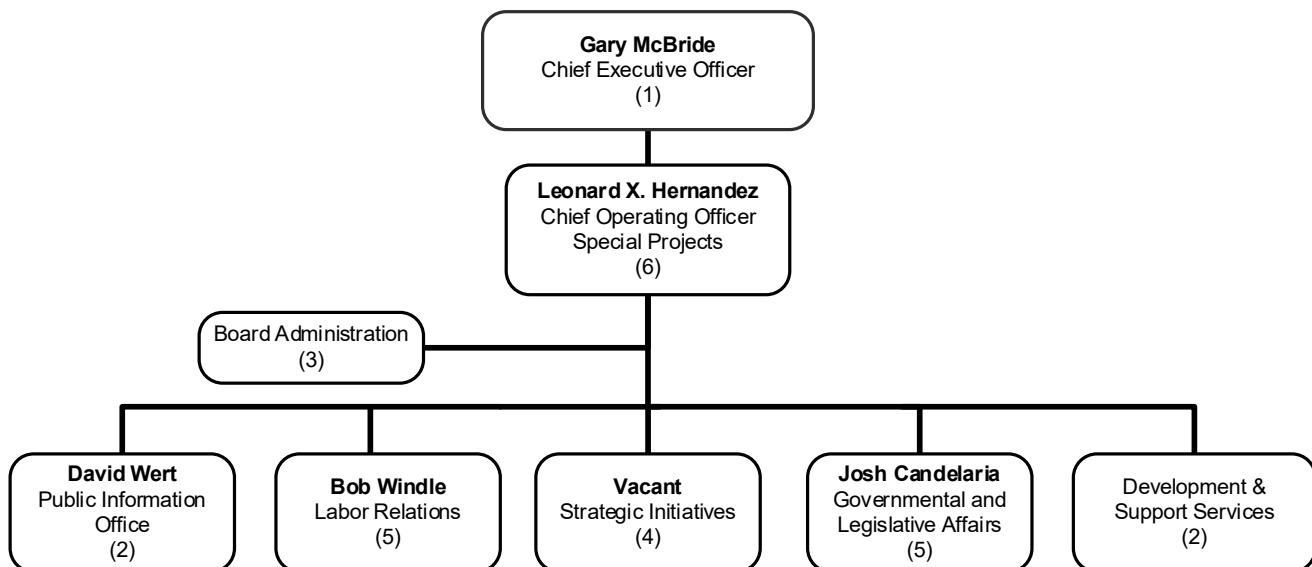 Gary McBride
Chief Executive Officer
(1)
Leonard X. Hernandez
Chief Operating Officer
Special Projects
(6)
Board Administration
(3)
David Wert
Public Information
Office
(2)
Bob Windle
Labor Relations
(5)
Vacant
Strategic Initiatives
(4)
Josh Candelaria
Governmental and
Legislative Affairs
(5)
Development &
Support Services
(2)